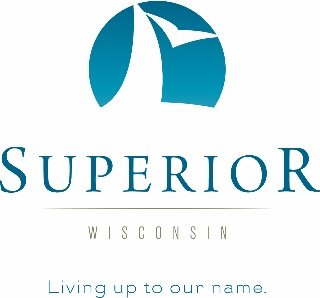 SUPERIOR
WISCONSIN
Living up to our name.